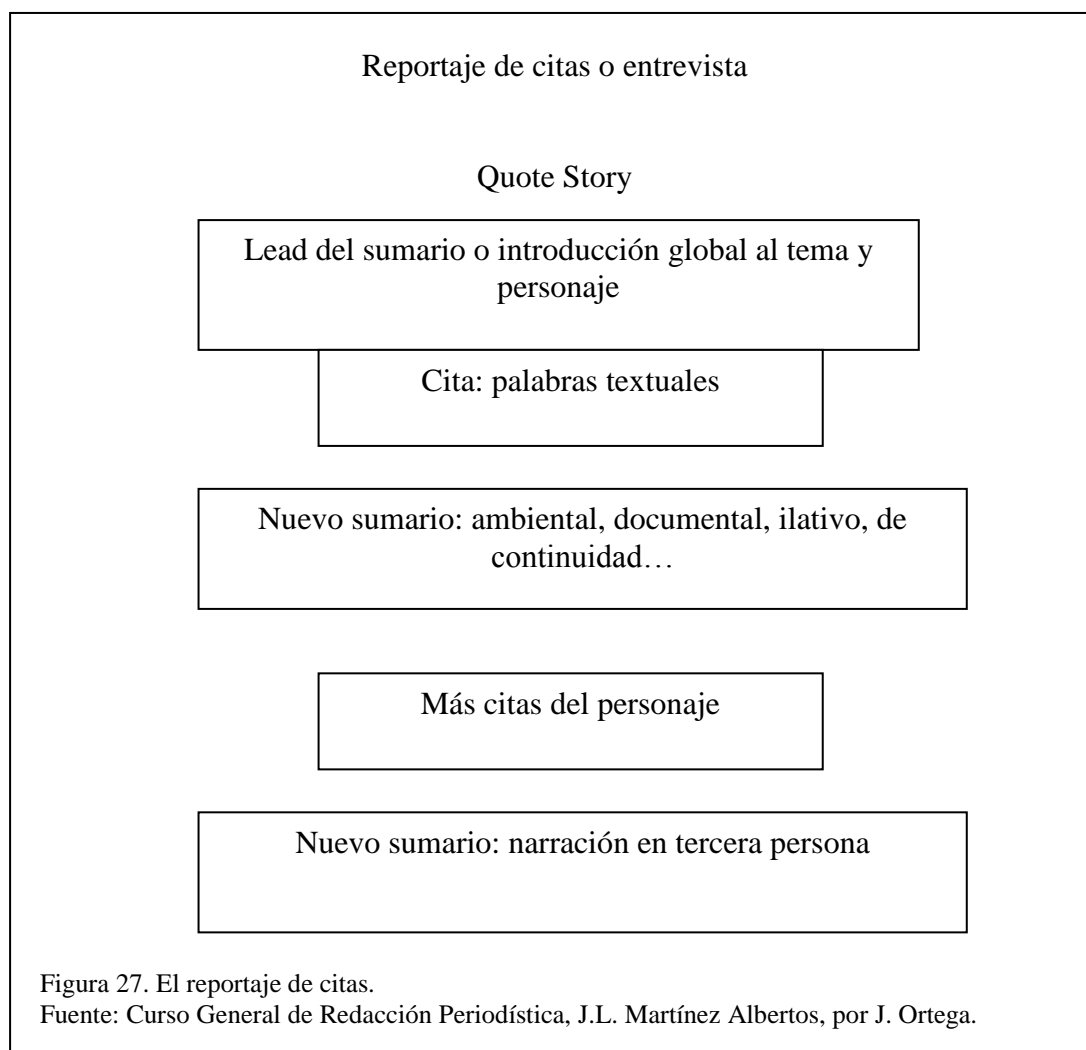 Reportaje de citas o entrevista
Quote Story
Lead del sumario o introducción global al tema y
personaje
Cita: palabras textuales
Nuevo sumario: ambiental, documental, ilativo, de
continuidad…
Más citas del personaje
Nuevo sumario: narración en tercera persona
Figura 27. El reportaje de citas.
Fuente: Curso General de Redacción Periodística, J.L. Martínez Albertos, por J. Ortega.